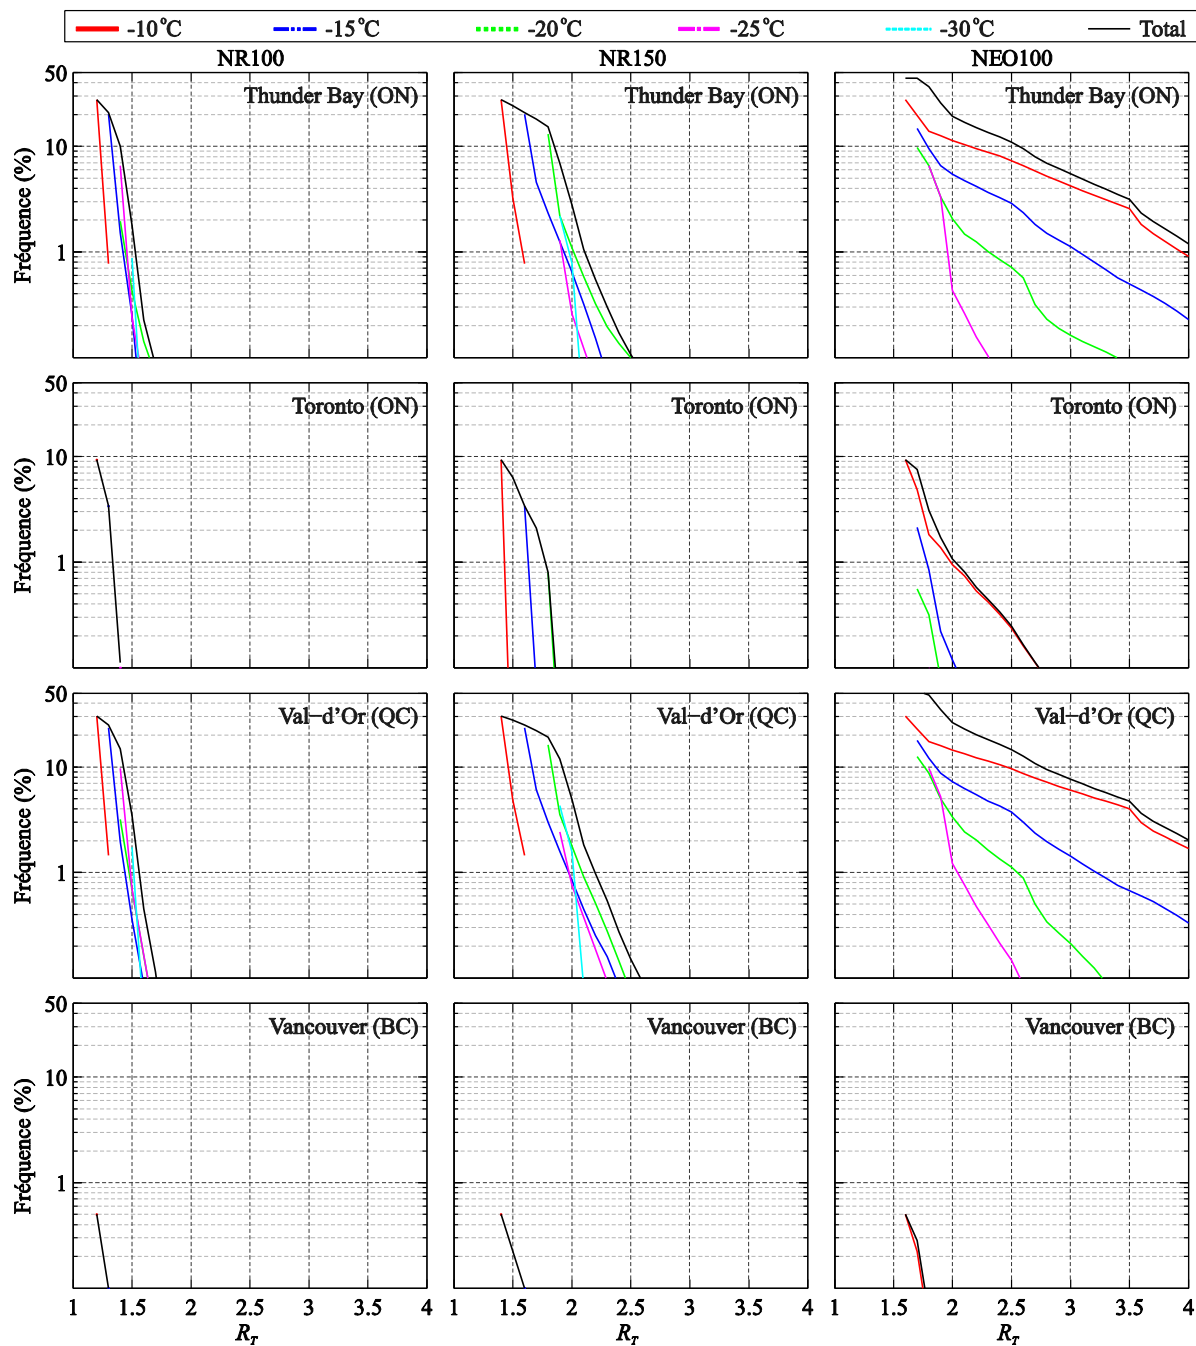 -10°C -15°C -20°C -25°C -30°C Total
NR100 NR150 NEO100
Thunder Bay (ON) Thunder Bay (ON) Thunder Bay (ON)
50
10
1
Fréquence (%)
Toronto (ON) Toronto (ON) Toronto (ON)
50
10
1
Fréquence (%)
Val-d'Or (QC) Val-d'Or (QC) Val-d'Or (QC)
50
10
1
Fréquence (%)
Vancouver (BC) Vancouver (BC) Vancouver (BC)
50
10
1
Fréquence (%)
1 1.5 2 2.5 3 3.5 4 1 1.5 2 2.5 3 3.5 4 1 1.5 2 2.5 3 3.5 4
R_T R_T R_T